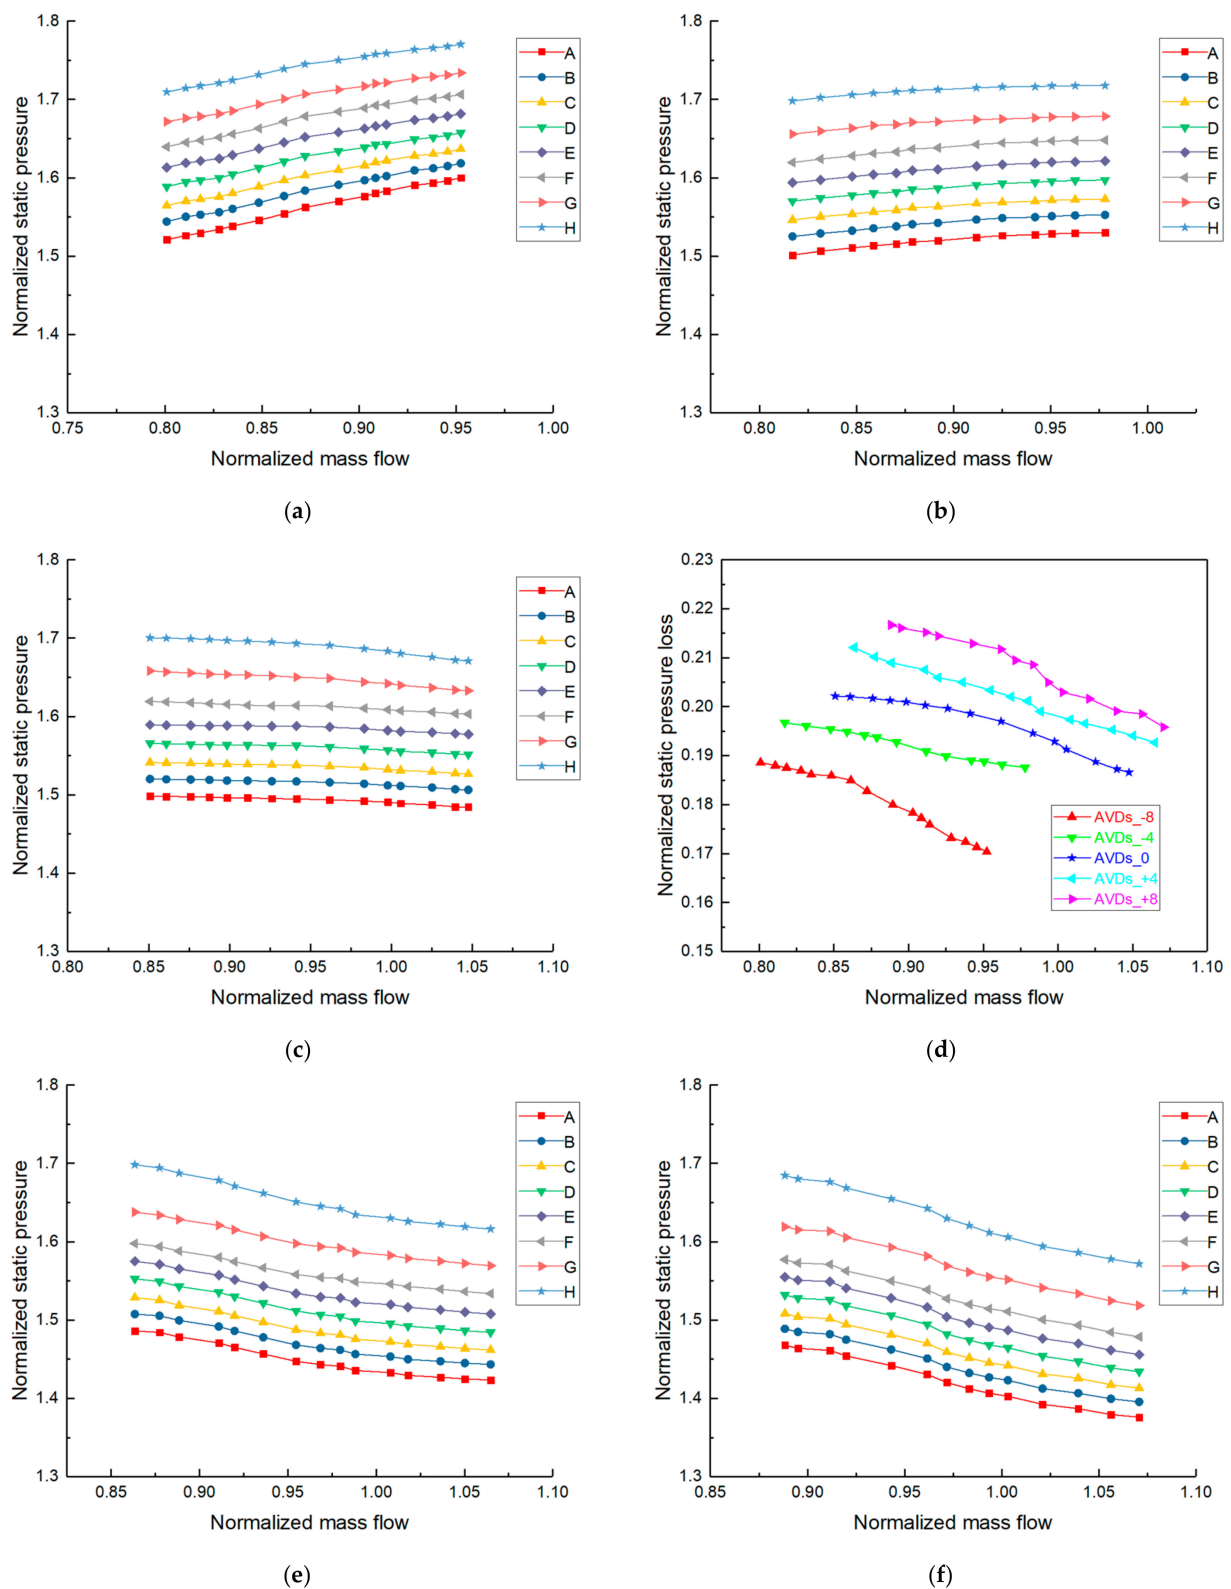 1.8
1.7
1.6
1.5
1.4
1.3
Normalized static pressure
0.75 0.80 0.85 0.90 0.95 1.00
Normalized mass flow
A
B
C
D
E
F
G
H
(a)
1.8
1.7
1.6
1.5
1.4
1.3
Normalized static pressure
0.80 0.85 0.90 0.95 1.00
Normalized mass flow
A
B
C
D
E
F
G
H
(b)
1.8
1.7
1.6
1.5
1.4
1.3
Normalized static pressure
0.80 0.85 0.90 0.95 1.00 1.05 1.10
Normalized mass flow
A
B
C
D
E
F
G
H
(c)
0.23
0.22
0.21
0.20
0.19
0.18
0.17
0.16
0.15
Normalized static pressure loss
0.80 0.85 0.90 0.95 1.00 1.05 1.10
Normalized mass flow
AVDs_-8
AVDs_-4
AVDs_0
AVDs_+4
AVDs_+8
(d)
1.8
1.7
1.6
1.5
1.4
1.3
Normalized static pressure
0.85 0.90 0.95 1.00 1.05 1.10
Normalized mass flow
A
B
C
D
E
F
G
H
(e)
1.8
1.7
1.6
1.5
1.4
1.3
Normalized static pressure
0.85 0.90 0.95 1.00 1.05 1.10
Normalized mass flow
A
B
C
D
E
F
G
H
(f)